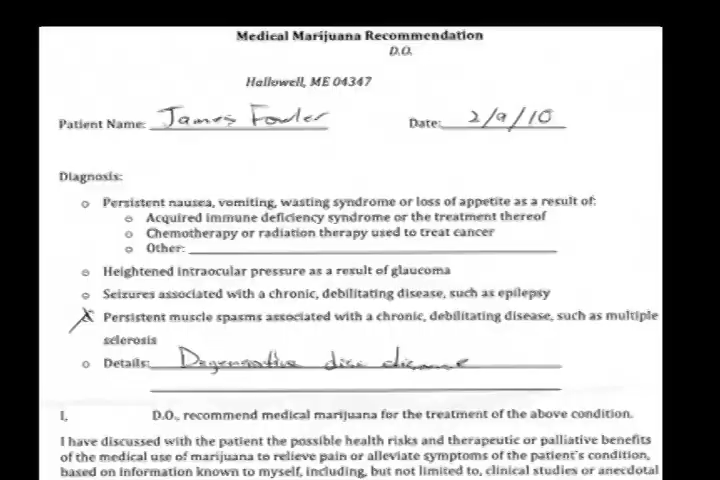 Medical Marijuana Recommendation
D.O.
Hallowell, ME 04347
Patient Name: James Fowler Date: 2/9/10
Diagnosis:
o Persistent nausea, vomiting, wasting syndrome or loss of appetite as a result of:
o Acquired immune deficiency syndrome or the treatment thereof
o Chemotherapy or radiation therapy used to treat cancer
o Other:
o Heightened intraocular pressure as a result of glaucoma
o Seizures associated with a chronic, debilitating disease, such as epilepsy
X Persistent muscle spasms associated with a chronic, debilitating disease, such as multiple
sclerosis
o Details: Degenerative disc disease
I, D.O., recommend medical marijuana for the treatment of the above condition.
I have discussed with the patient the possible health risks and therapeutic or palliative benefits
of the medical use of marijuana to relieve pain or alleviate symptoms of the patient's condition,
based on information known to myself, including, but not limited to, clinical studies or anecdotal